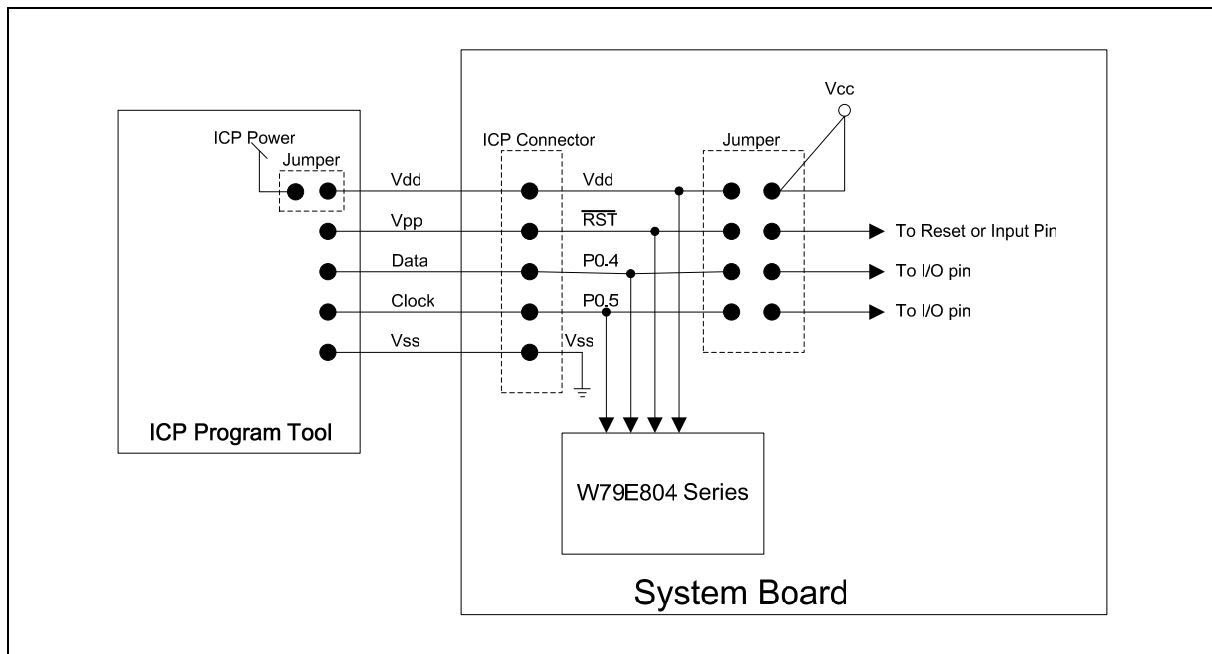 Vcc
ICP Power
Jumper
ICP Connector
Jumper
Vdd
Vdd
Vpp
RST
To Reset or Input Pin
Data
P0.4
To I/O pin
Clock
P0.5
To I/O pin
Vss
Vss
ICP Program Tool
W79E804 Series
System Board